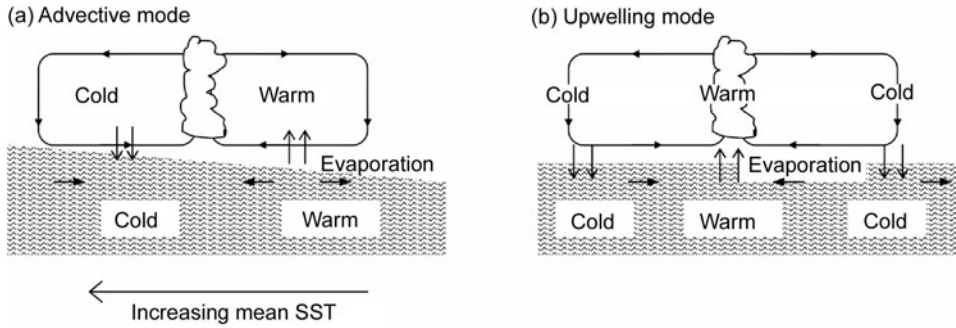 (a) Advective mode
Cold
Warm
Evaporation
Cold
Warm
Increasing mean SST
(b) Upwelling mode
Cold
Warm
Cold
Evaporation
Cold
Warm
Cold